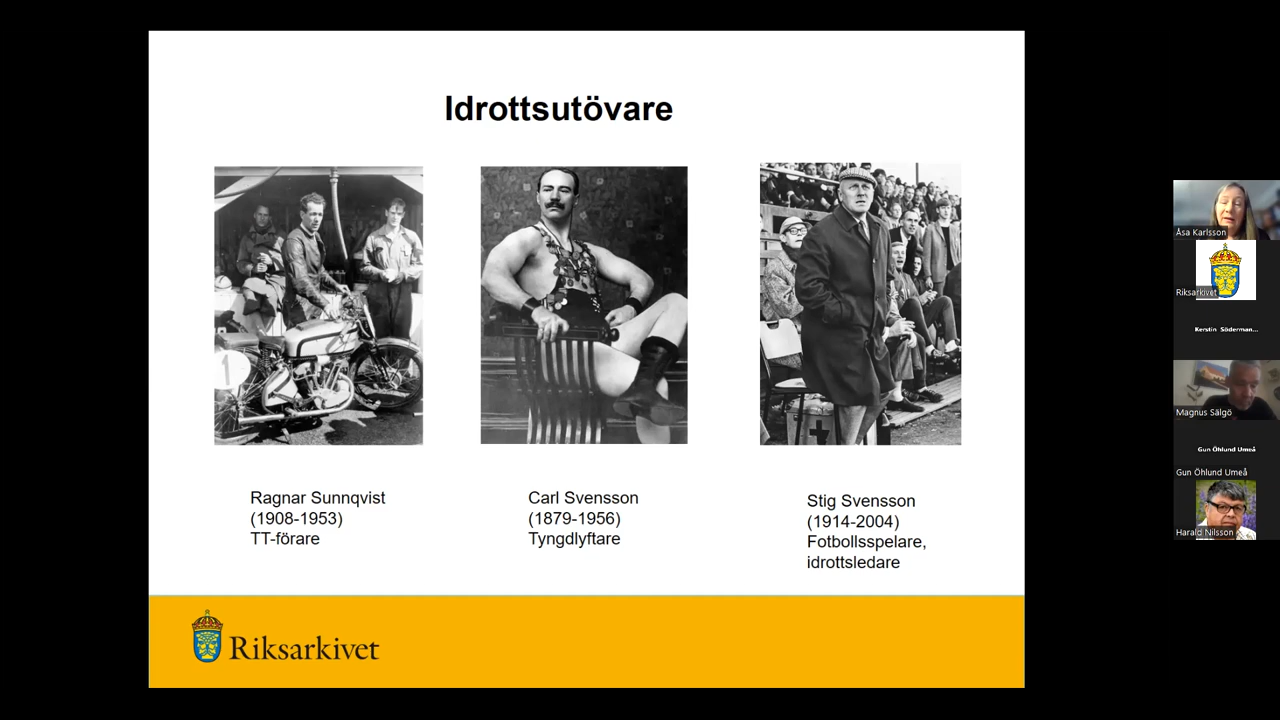 Idrottsutövare
Ragnar Sunnqvist
(1908-1953)
TT-förare
Carl Svensson
(1879-1956)
Tyngdlyftare
Stig Svensson
(1914-2004)
Fotbollsspelare,
idrottsledare
Riksarkivet
1
Åsa Karlsson
Riksarkivet
Kerstin Söderman...
Magnus Sälgö
Gun Öhlund Umeå
Gun Öhlund Umeå
Harald Nilsson